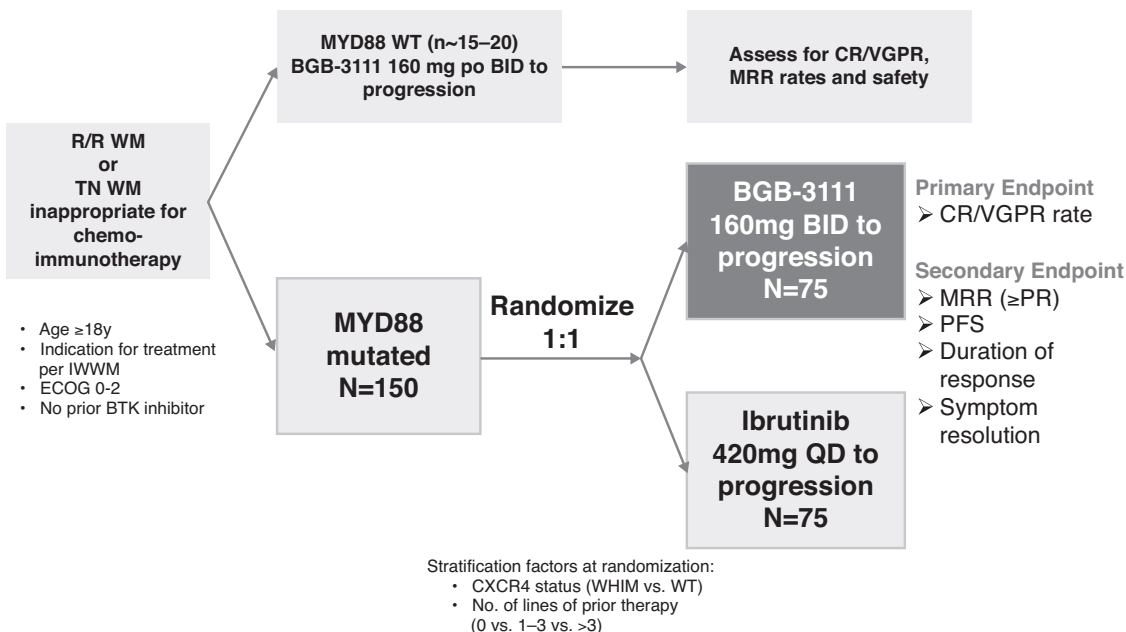 MYD88 WT (n~15–20)
BGB-3111 160 mg po BID to
progression
Assess for CR/VGPR,
MRR rates and safety
R/R WM
or
TN WM
inappropriate for
chemo-
immunotherapy
• Age ≥18y
• Indication for treatment
per IWWM
• ECOG 0-2
• No prior BTK inhibitor
MYD88
mutated
N=150
Randomize
1:1
BGB-3111
160mg BID to
progression
N=75
Ibrutinib
420mg QD to
progression
N=75
Primary Endpoint
➢ CR/VGPR rate
Secondary Endpoint
➢ MRR (≥PR)
➢ PFS
➢ Duration of
response
➢ Symptom
resolution
Stratification factors at randomization:
• CXCR4 status (WHIM vs. WT)
• No. of lines of prior therapy
(0 vs. 1–3 vs. >3)